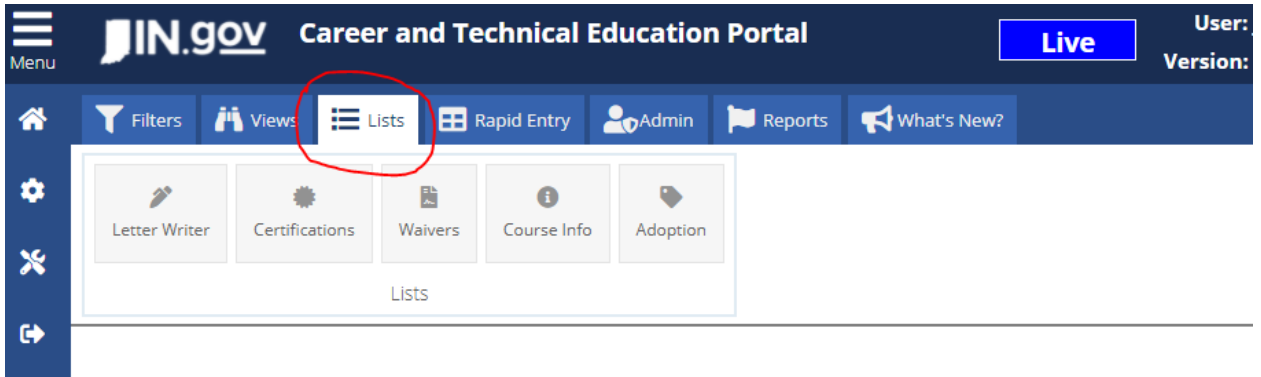 Menu
IN.gov
Career and Technical Education Portal
Live
User:
Version:
Filters
Views
Lists
Rapid Entry
Admin
Reports
What's New?
Letter Writer
Certifications
Waivers
Course Info
Adoption
Lists